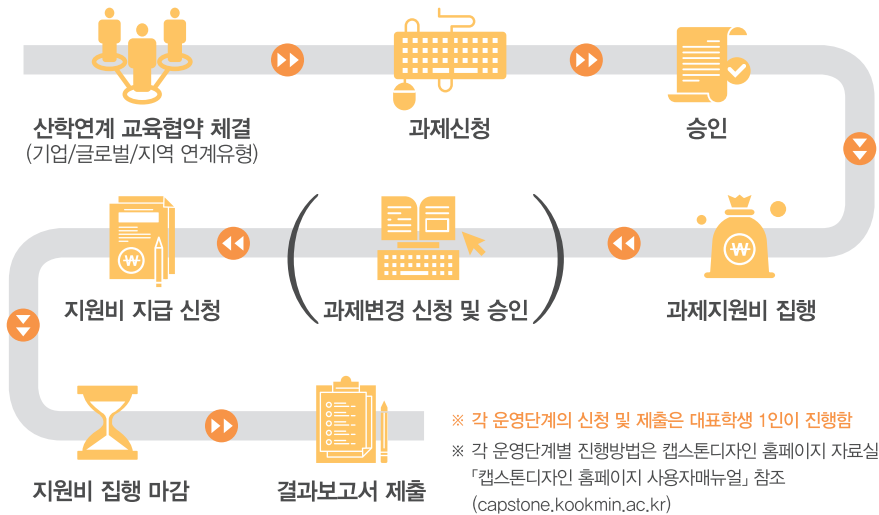 산학연계 교육협약 체결
(기업/글로벌/지역 연계유형)
과제신청
승인
과제지원비 집행
(과제변경 신청 및 승인)
지원비 지급 신청
지원비 집행 마감
결과보고서 제출
※ 각 운영단계의 신청 및 제출은 대표학생 1인이 진행함
※ 각 운영단계별 진행방법은 캡스톤디자인 홈페이지 자료실
「캡스톤디자인 홈페이지 사용자매뉴얼」 참조
(capstone.kookmin.ac.kr)